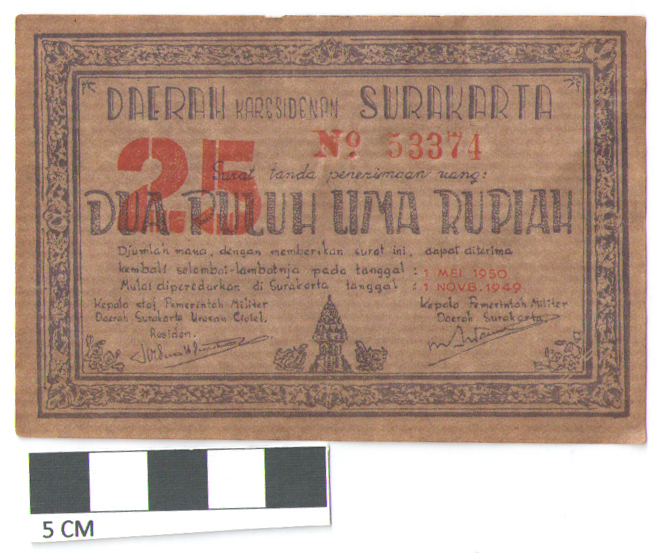 DAERAH KARESIDENAN SURAKARTA
25
No 53374
Surat tanda penerimaan uang:
DUA PULUH LIMA RUPIAH
Djumlah mana, dengan memberikan surat ini, dapat diterima
kembali selambat-lambatnja pada tanggal : 1 MEI 1950
Mulai diperedarkan di Surakarta tanggal : 1 NOVB. 1949
Kepala staf Pemerintah Militer
Daerah Surakarta Urusan Civiel.
Residen.
Kepala Pemerintah Militer
Daerah Surakarta.
5 CM